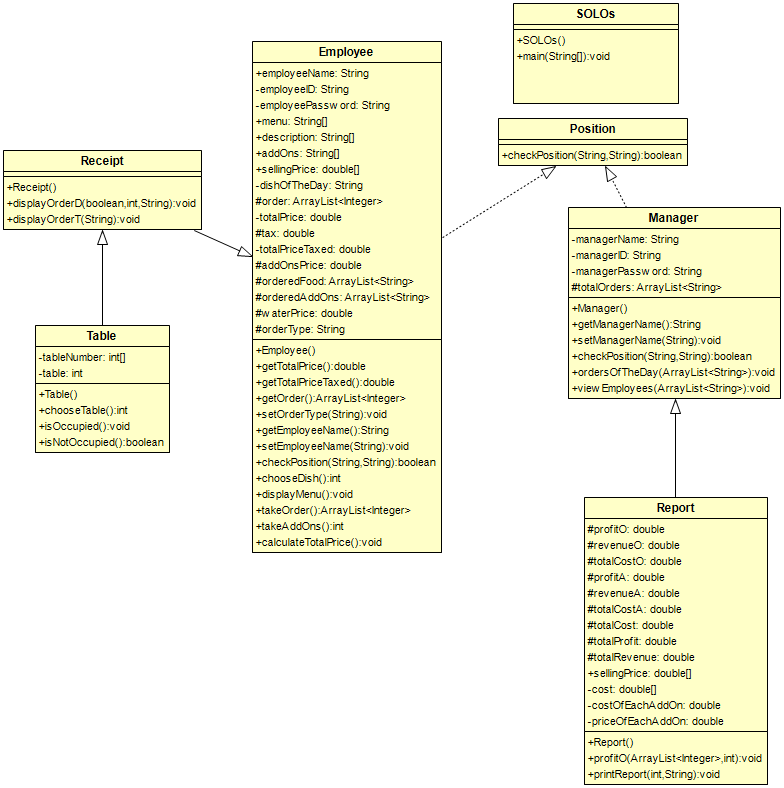 SOLOs
+SOLOs()
+main(String[]):void
Employee
+employeeName: String
-employeeID: String
-employeePassword: String
+menu: String[]
+description: String[]
+addOns: String[]
+sellingPrice: double[]
-dishOfTheDay: String
#order: ArrayList<Integer>
-totalPrice: double
#tax: double
-totalPriceTaxed: double
#addOnsPrice: double
#orderedFood: ArrayList<String>
#orderedAddOns: ArrayList<String>
#waterPrice: double
#orderType: String
+Employee()
+getTotalPrice():double
+getTotalPriceTaxed():double
+getOrder():ArrayList<Integer>
+setOrderType(String):void
+getEmployeeName():String
+setEmployeeName(String):void
+checkPosition(String,String):boolean
+chooseDish():int
+displayMenu():void
+takeOrder():ArrayList<Integer>
+takeAddOns():int
+calculateTotalPrice():void
Position
+checkPosition(String,String):boolean
Receipt
+Receipt()
+displayOrderD(boolean,int,String):void
+displayOrderT(String):void
Manager
-managerName: String
-managerID: String
-managerPassword: String
#totalOrders: ArrayList<String>
+Manager()
+getManagerName():String
+setManagerName(String):void
+checkPosition(String,String):boolean
+ordersOfTheDay(ArrayList<String>):void
+viewEmployees(ArrayList<String>):void
Table
-tableNumber: int[]
-table: int
+Table()
+chooseTable():int
+isOccupied():void
+isNotOccupied():boolean
Report
#profitO: double
#revenueO: double
#totalCostO: double
#profitA: double
#revenueA: double
#totalCostA: double
#totalCost: double
#totalProfit: double
#totalRevenue: double
+sellingPrice: double[]
-cost: double[]
-costOfEachAddOn: double
-priceOfEachAddOn: double
+Report()
+profitO(ArrayList<Integer>,int):void
+printReport(int,String):void